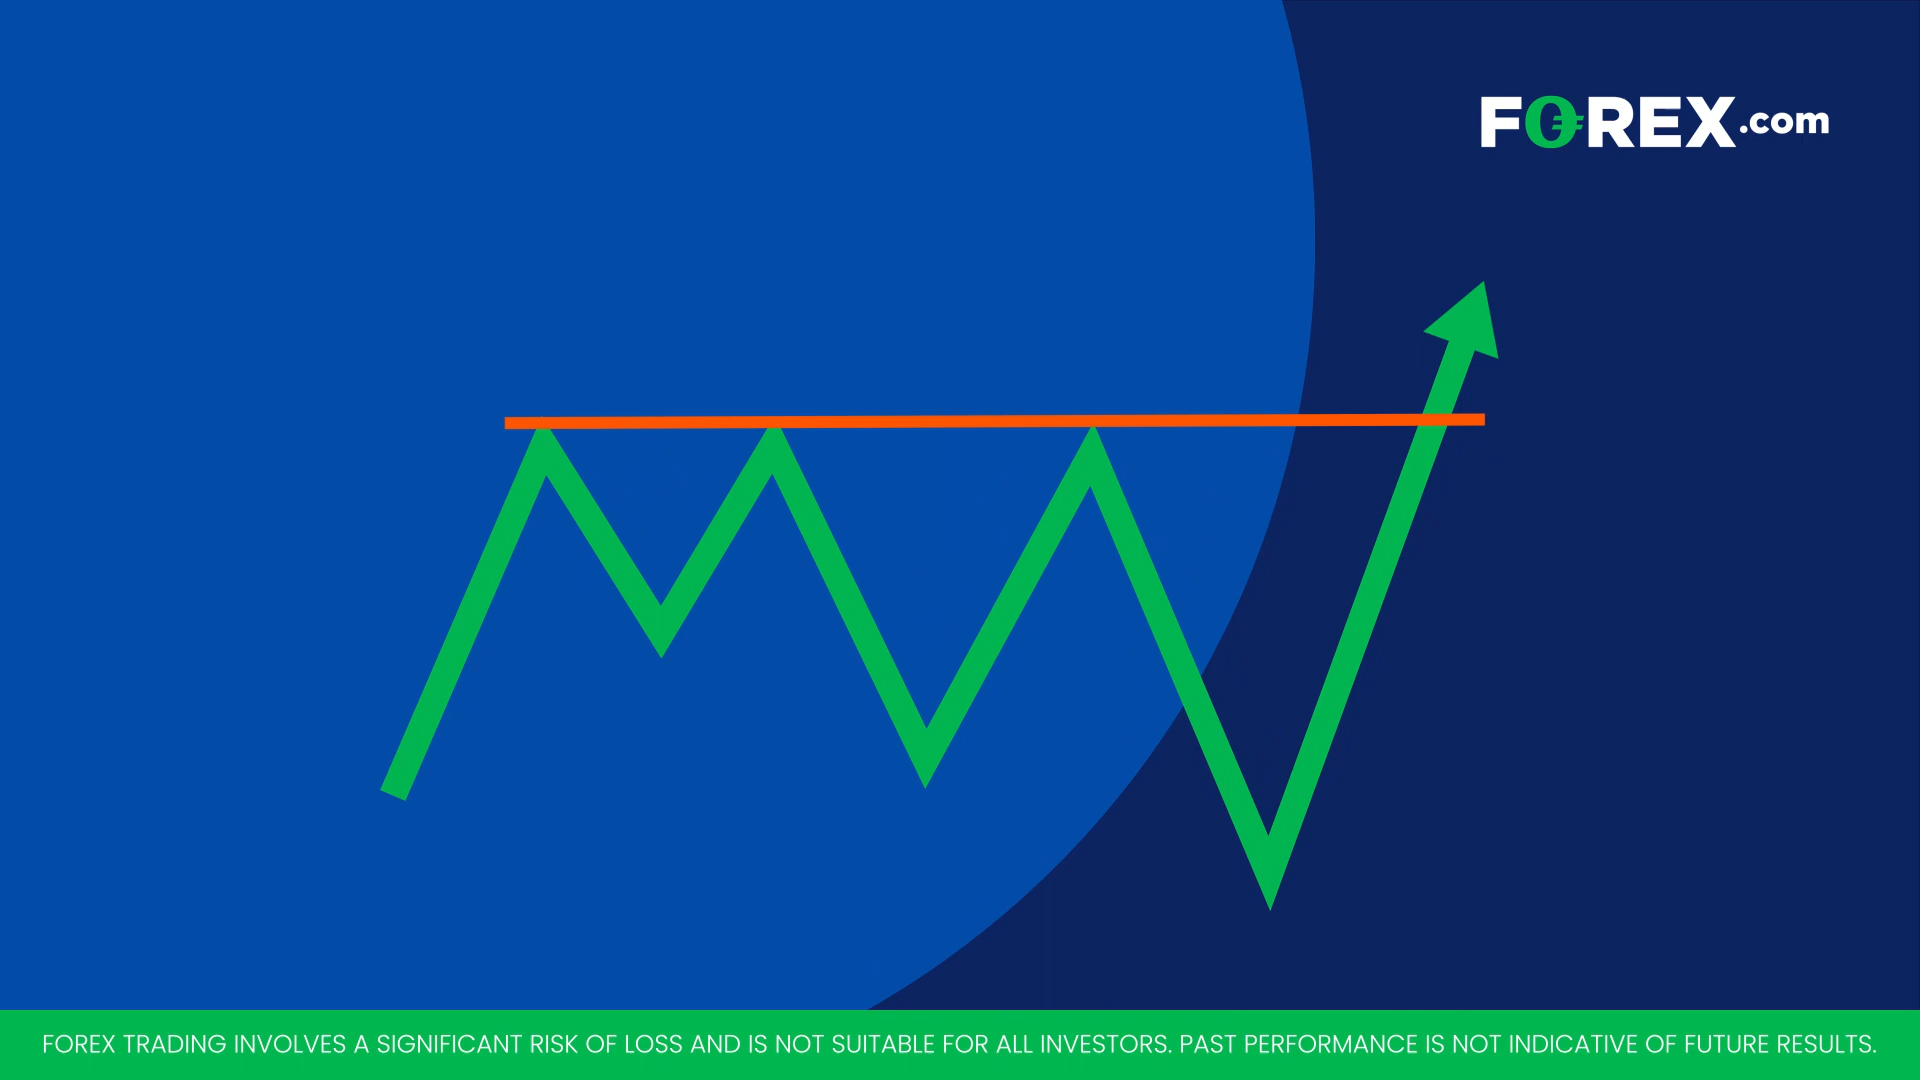 FOREX.com
FOREX TRADING INVOLVES A SIGNIFICANT RISK OF LOSS AND IS NOT SUITABLE FOR ALL INVESTORS. PAST PERFORMANCE IS NOT INDICATIVE OF FUTURE RESULTS.